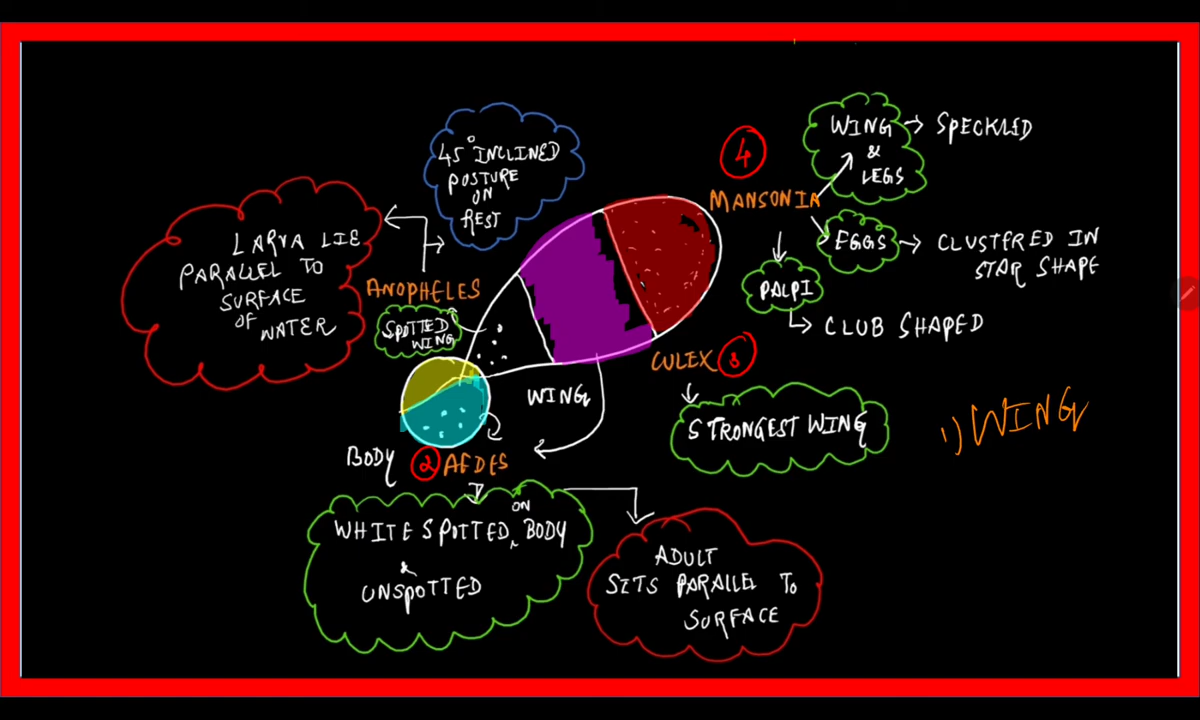 45° INCLINED
POSTURE
ON
REST
LARVA LIE
PARALLEL TO
SURFACE
OF
WATER
ANOPHELES
SPOTTED
WING
4
MANSONIA
WING
&
LEGS
SPECKLED
EGGS
CLUSTERED IN
STAR SHAPE
PALPI
CLUB SHAPED
CULEX 3
STRONGEST WING
1) WING
WING
BODY
2 AEDES
ON
WHITE SPOTTED, BODY
&
UNSPOTTED
ADULT
SITS PARALLEL TO
SURFACE